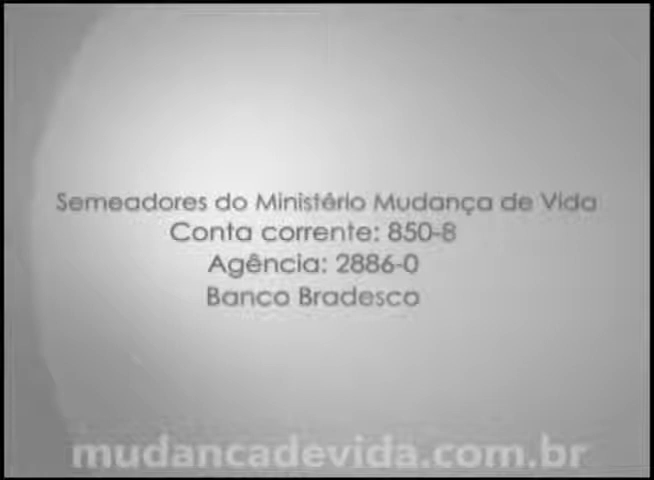 Semeadores do Ministério Mudança de Vida
Conta corrente: 850-8
Agência: 2886-0
Banco Bradesco
mudancadevida.com.br